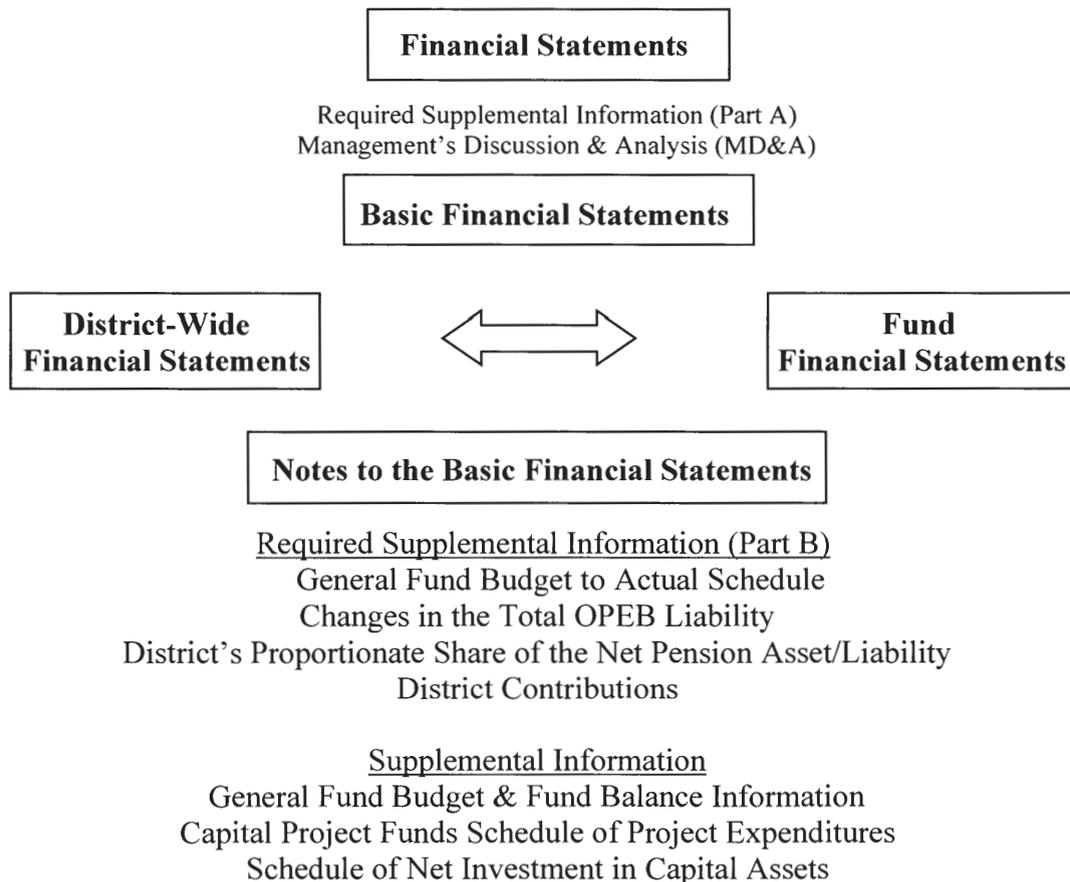 Financial Statements
Required Supplemental Information (Part A)
Management's Discussion & Analysis (MD&A)
Basic Financial Statements
District-Wide
Financial Statements
Fund
Financial Statements
Notes to the Basic Financial Statements
Required Supplemental Information (Part B)
General Fund Budget to Actual Schedule
Changes in the Total OPEB Liability
District's Proportionate Share of the Net Pension Asset/Liability
District Contributions
Supplemental Information
General Fund Budget & Fund Balance Information
Capital Project Funds Schedule of Project Expenditures
Schedule of Net Investment in Capital Assets